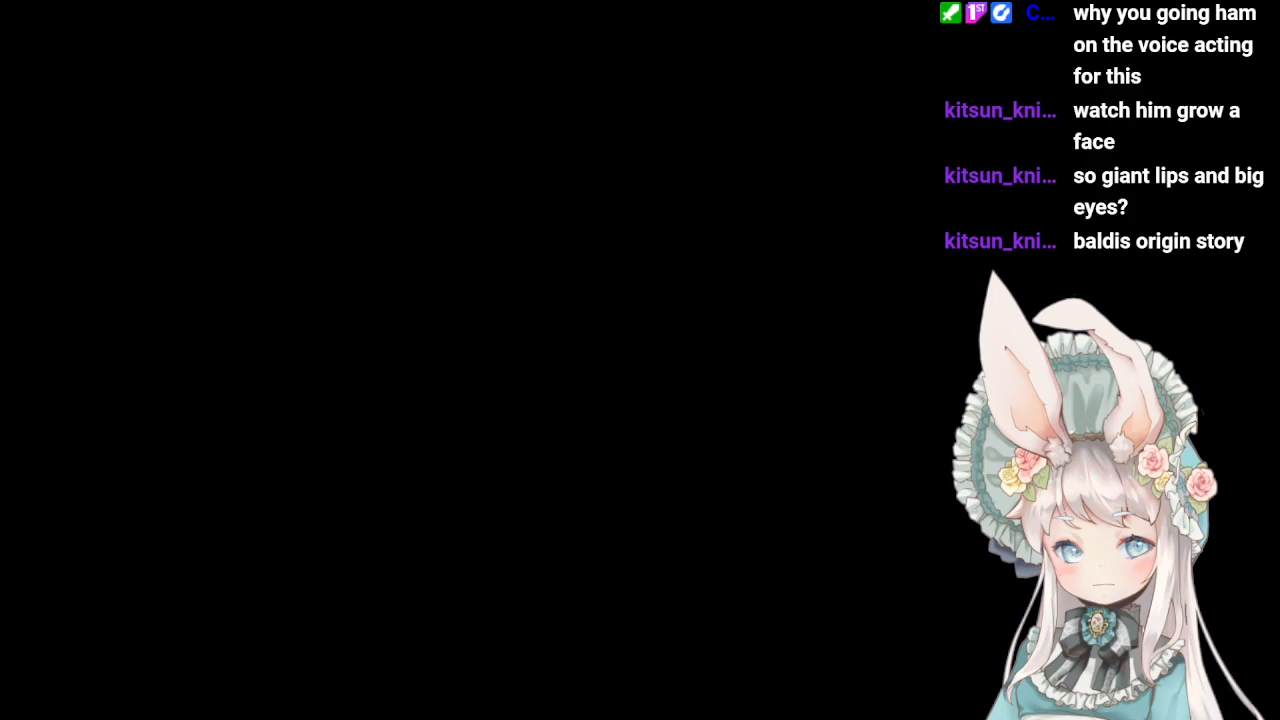 1ST C... why you going ham
on the voice acting
for this
kitsun_kni... watch him grow a
face
kitsun_kni... so giant lips and big
eyes?
kitsun_kni... baldis origin story